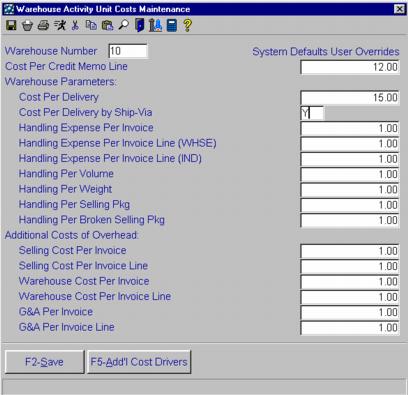 Warehouse Activity Unit Costs Maintenance
Warehouse Number 10 System Defaults User Overrides
Cost Per Credit Memo Line 12.00
Warehouse Parameters:
Cost Per Delivery 15.00
Cost Per Delivery by Ship-Via Y
Handling Expense Per Invoice 1.00
Handling Expense Per Invoice Line (WHSE) 1.00
Handling Expense Per Invoice Line (IND) 1.00
Handling Per Volume 1.00
Handling Per Weight 1.00
Handling Per Selling Pkg 1.00
Handling Per Broken Selling Pkg 1.00
Additional Costs of Overhead:
Selling Cost Per Invoice 1.00
Selling Cost Per Invoice Line 1.00
Warehouse Cost Per Invoice 1.00
Warehouse Cost Per Invoice Line 1.00
G&A Per Invoice 1.00
G&A Per Invoice Line 1.00
F2-Save F5-Add'l Cost Drivers